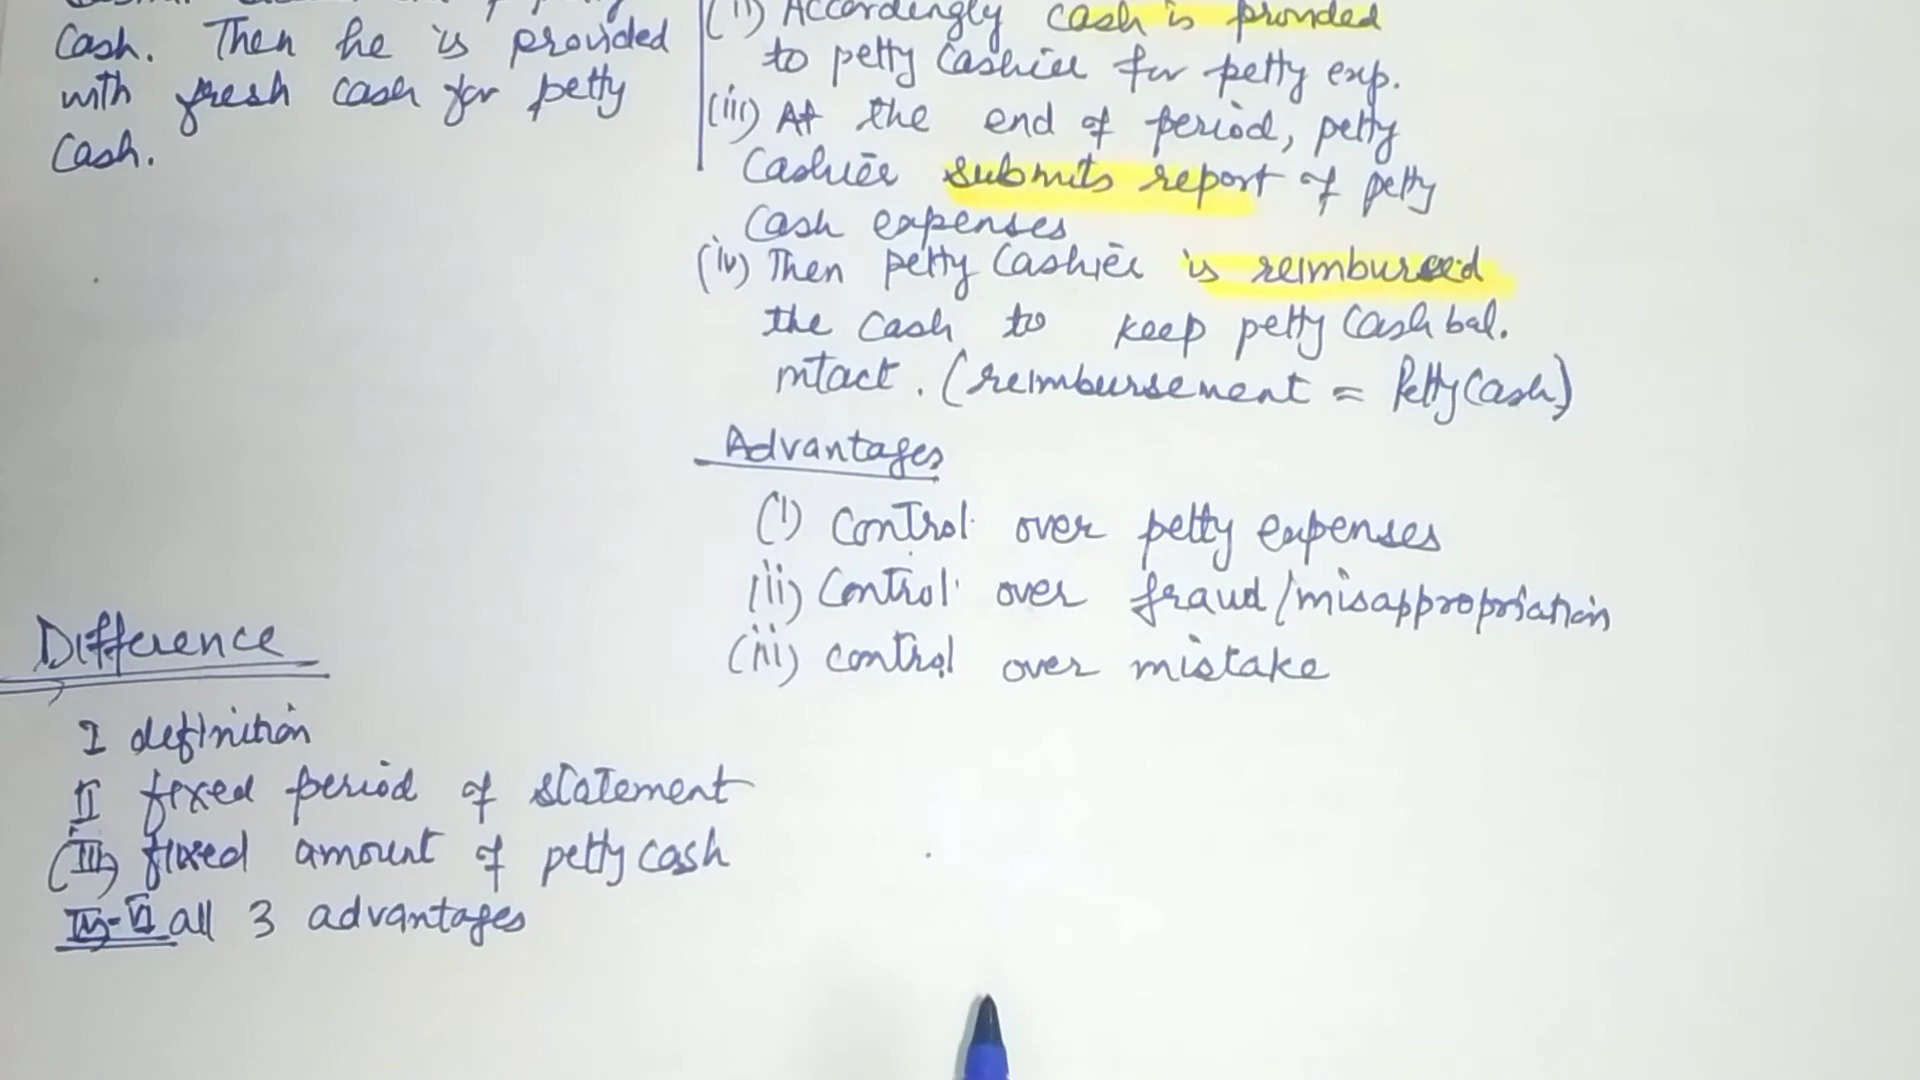 Cash. Then he is provided
with fresh cash for petty
Cash.
(ii) Accordingly cash is provided
to petty Cashier for petty exp.
(iii) At the end of period, petty
Cashier submits report of petty
Cash expenses
(iv) Then petty Cashier is reimbursed
the cash to keep petty Cash bal.
intact. (reimbursement = Petty Cash)
Advantages
(i) Control over petty expenses
(ii) Control over fraud/misappropriation
(iii) control over mistake
Difference
I definition
II fixed period of statement
(III) fixed amount of petty cash
IV-VI all 3 advantages